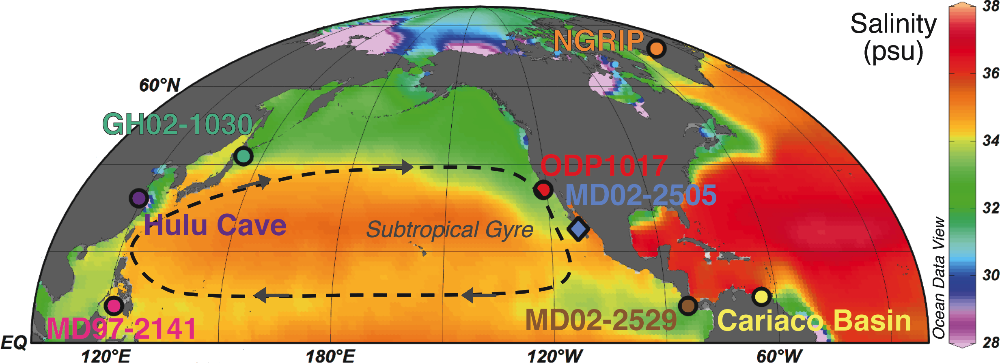 38
Salinity
(psu)
NGRIP
36
60°N
GH02-1030
34
ODP1017
MD02-2505
32
Hulu Cave
Subtropical Gyre
Ocean Data View
30
MD02-2529
Cariaco Basin
MD97-2141
EQ
28
120°E
180°E
120°W
60°W